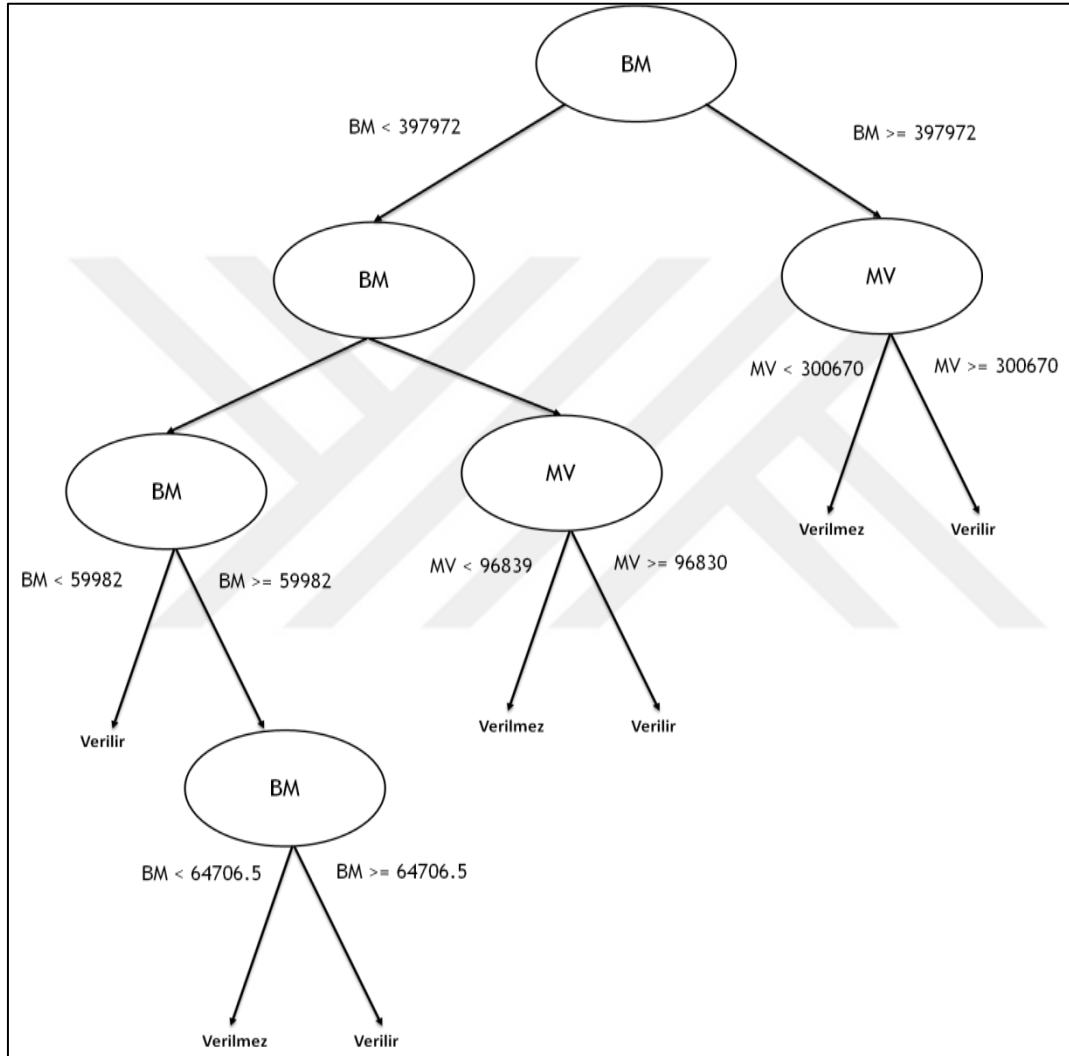 BM
BM < 397972
BM >= 397972
BM
MV
MV < 300670
MV >= 300670
BM
MV
Verilmez
Verilir
BM < 59982
BM >= 59982
MV < 96839
MV >= 96830
Verilir
Verilmez
Verilir
BM
BM < 64706.5
BM >= 64706.5
Verilmez
Verilir